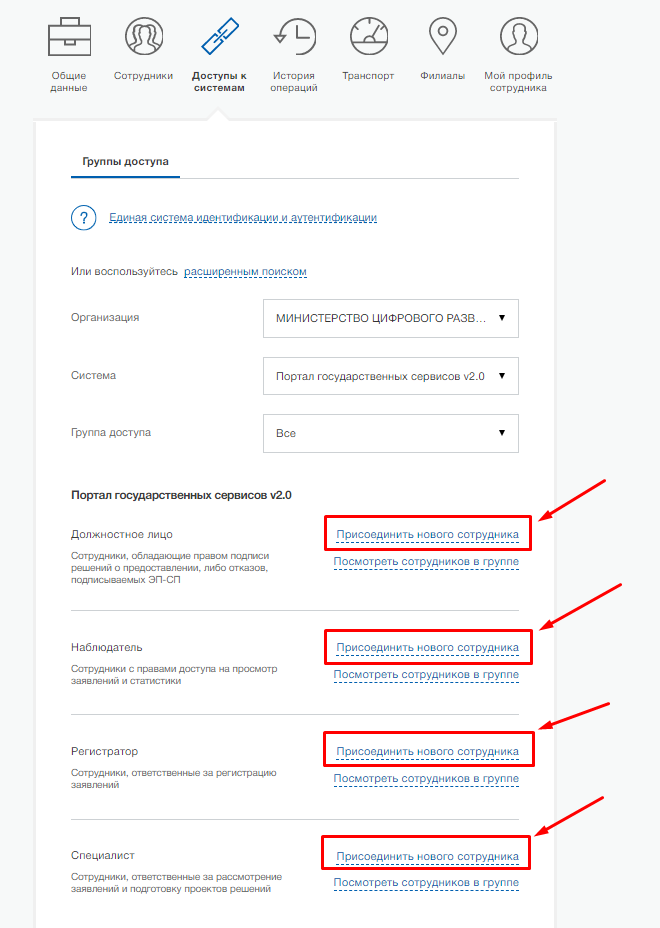 Общие
данные
Сотрудники
Доступы к
системам
История
операций
Транспорт
Филиалы
Мой профиль
сотрудника
Группы доступа
? Единая система идентификации и аутентификации
Или воспользуйтесь расширенным поиском
Организация МИНИСТЕРСТВО ЦИФРОВОГО РАЗВ...
Система Портал государственных сервисов v2.0
Группа доступа Все
Портал государственных сервисов v2.0
Должностное лицо Присоединить нового сотрудника
Сотрудники, обладающие правом подписи
решений о предоставлении, либо отказов,
подписываемых ЭП-СП
Посмотреть сотрудников в группе
Наблюдатель Присоединить нового сотрудника
Сотрудники с правами доступа на просмотр
заявлений и статистики
Посмотреть сотрудников в группе
Регистратор Присоединить нового сотрудника
Сотрудники, ответственные за регистрацию
заявлений
Посмотреть сотрудников в группе
Специалист Присоединить нового сотрудника
Сотрудники, ответственные за рассмотрение
заявлений и подготовку проектов решений
Посмотреть сотрудников в группе